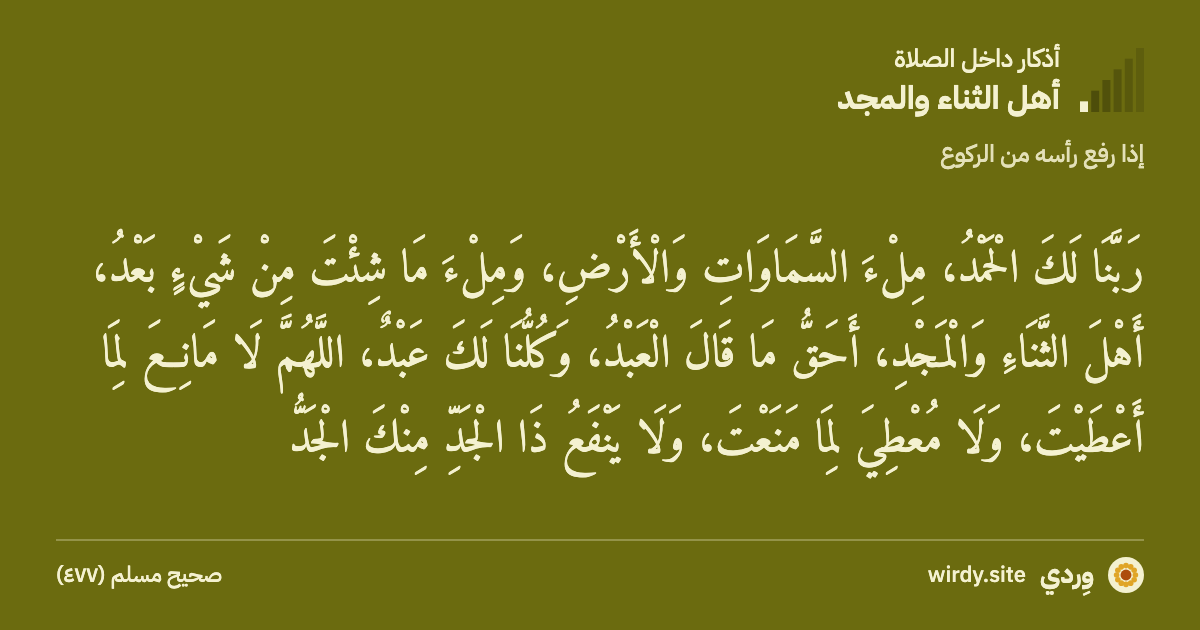 أذكار داخل الصلاة
أهل الثناء والمجد
إذا رفع رأسه من الركوع
رَبَّنَا لَكَ الْحَمْدُ، مِلْءَ السَّمَاوَاتِ وَالْأَرْضِ، وَمِلْءَ مَا شِئْتَ مِنْ شَيْءٍ بَعْدُ،
أَهْلَ الثَّنَاءِ وَالْمَجْدِ، أَحَقُّ مَا قَالَ الْعَبْدُ، وَكُلُّنَا لَكَ عَبْدٌ، اللَّهُمَّ لَا مَانِعَ لِمَا
أَعْطَيْتَ، وَلَا مُعْطِيَ لِمَا مَنَعْتَ، وَلَا يَنْفَعُ ذَا الْجَدِّ مِنْكَ الْجَدُّ
وِردي wirdy.site
صحيح مسلم (٤٧٧)